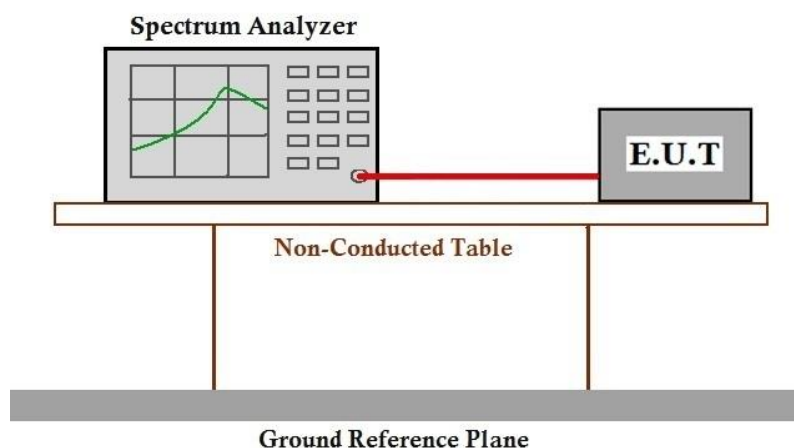 Spectrum Analyzer
E.U.T
Non-Conducted Table
Ground Reference Plane